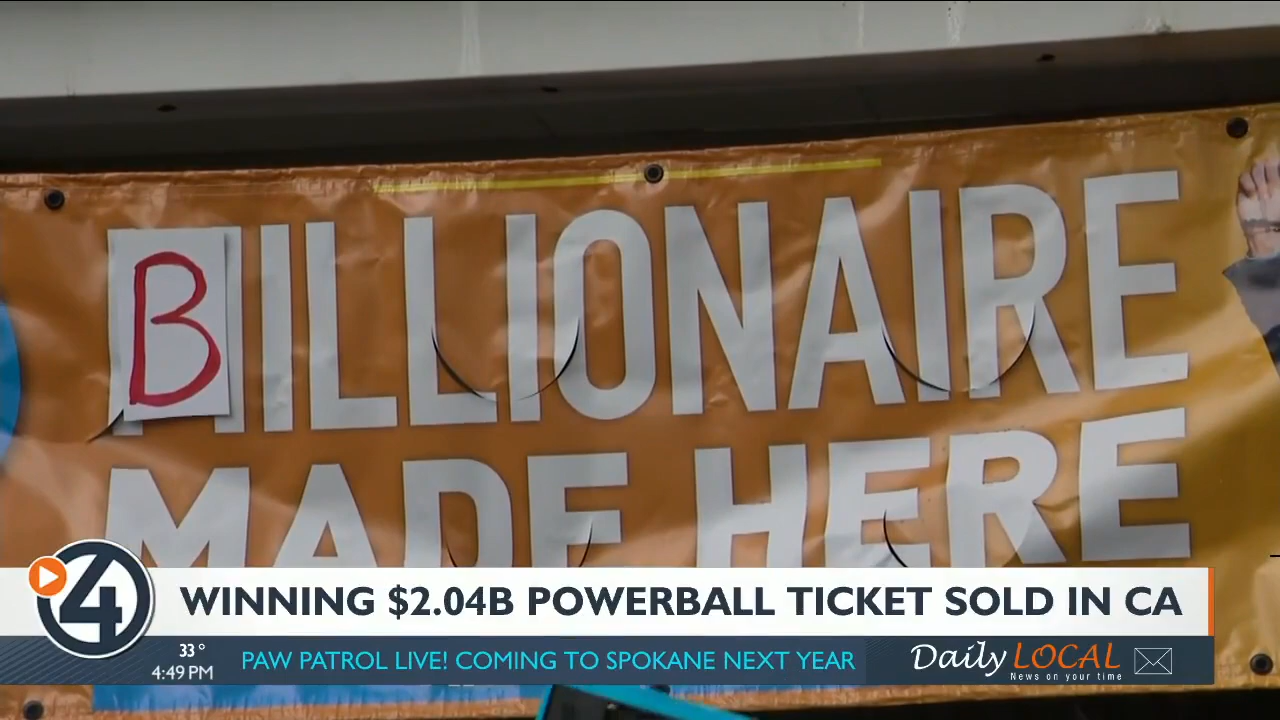 BILLIONAIRE
MADE HERE
4
WINNING $2.04B POWERBALL TICKET SOLD IN CA
33°
4:49 PM
PAW PATROL LIVE! COMING TO SPOKANE NEXT YEAR
Daily LOCAL
News on your time